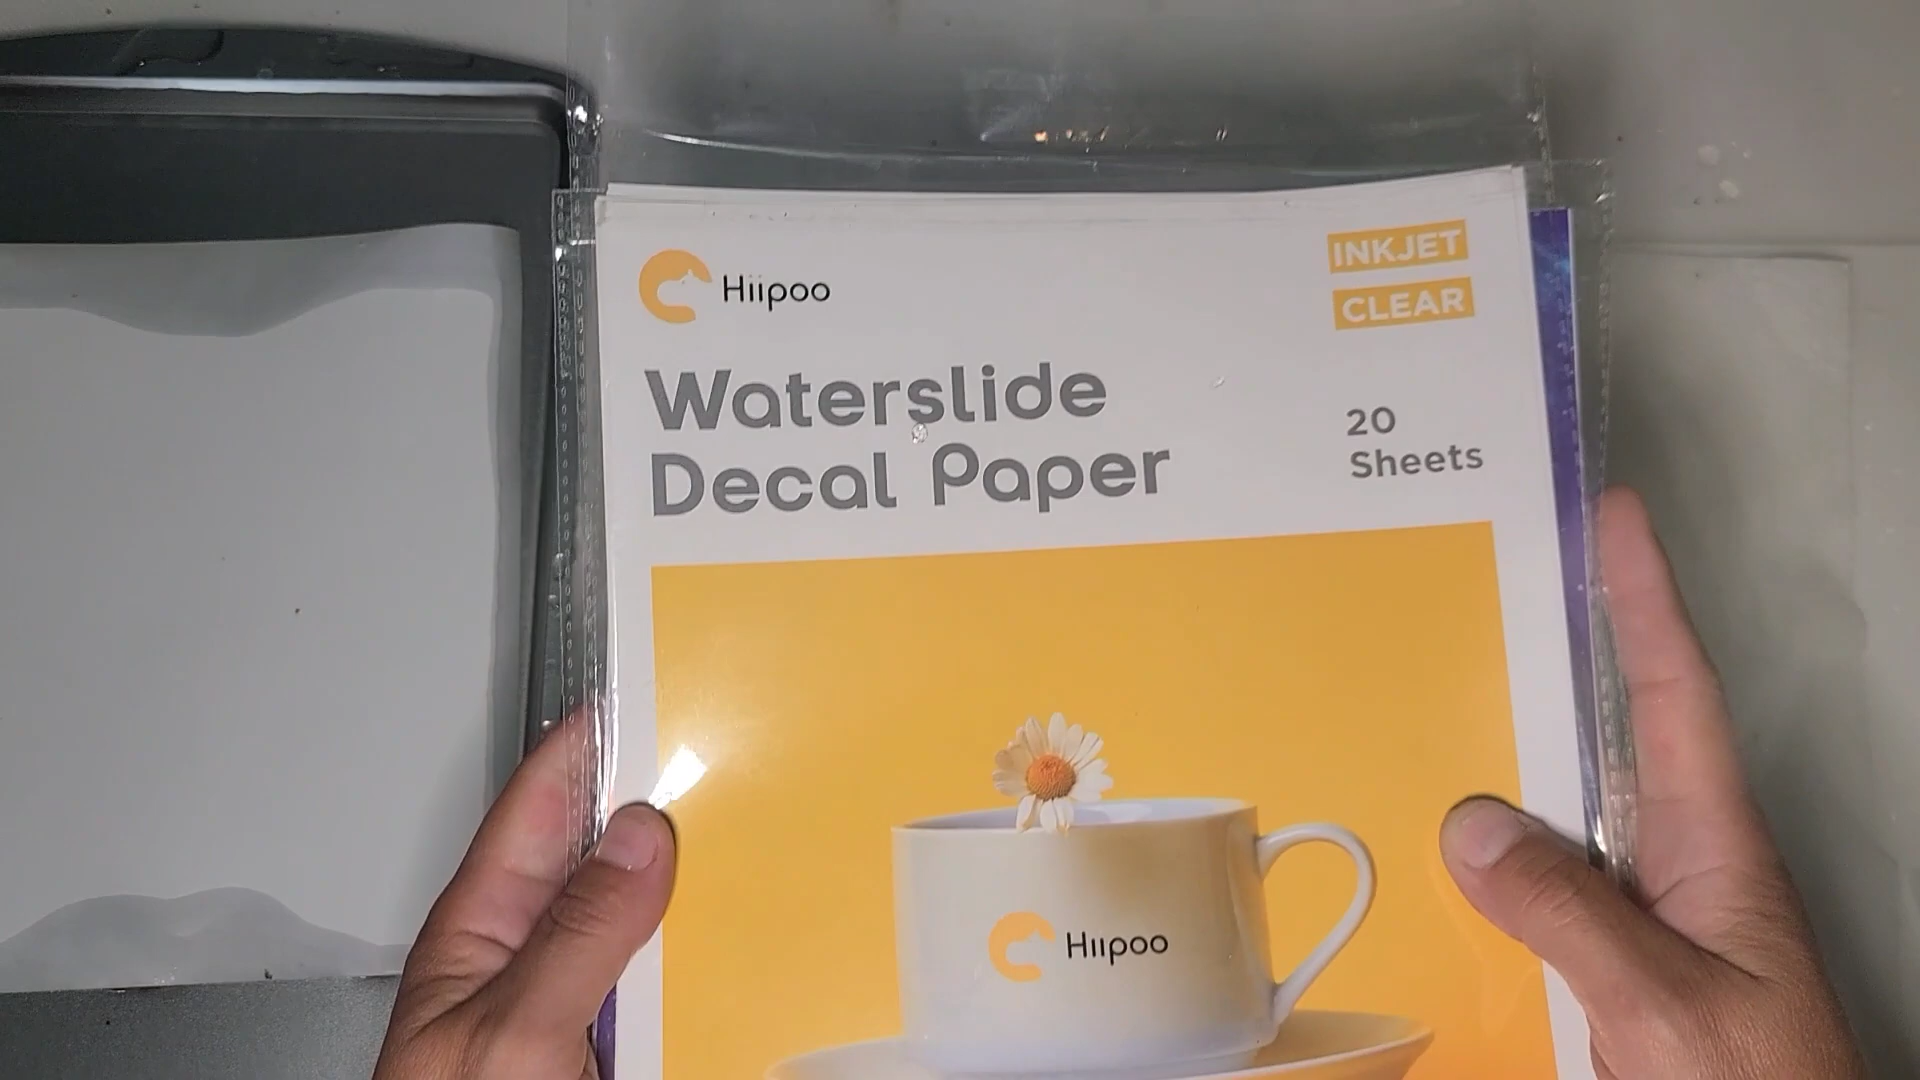 Hiipoo
INKJET
CLEAR
Waterslide
Decal Paper
20
Sheets
Hiipoo